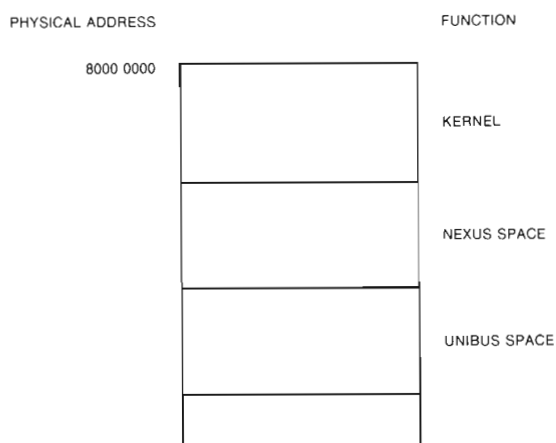 PHYSICAL ADDRESS FUNCTION
8000 0000
KERNEL
NEXUS SPACE
UNIBUS SPACE